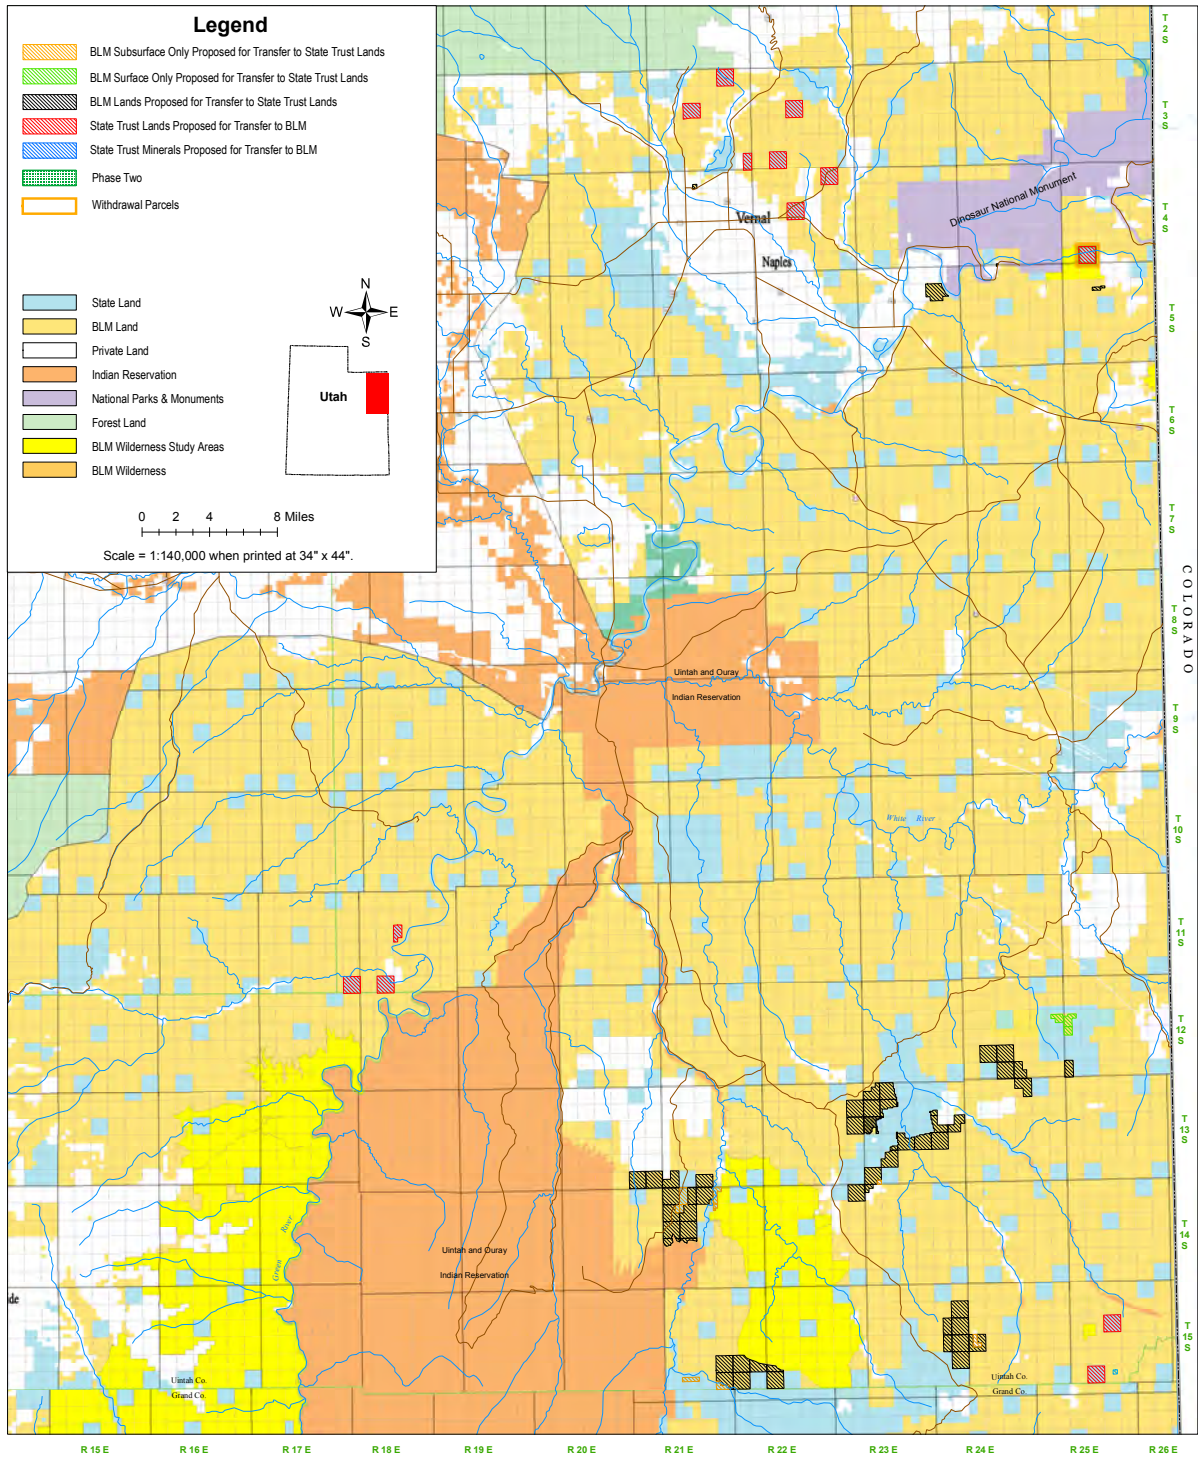 Legend
BLM Subsurface Only Proposed for Transfer to State Trust Lands
BLM Surface Only Proposed for Transfer to State Trust Lands
BLM Lands Proposed for Transfer to State Trust Lands
State Trust Lands Proposed for Transfer to BLM
State Trust Minerals Proposed for Transfer to BLM
Phase Two
Withdrawal Parcels
State Land
BLM Land
Private Land
Indian Reservation
National Parks & Monuments
Forest Land
BLM Wilderness Study Areas
BLM Wilderness
N
W E
S
Utah
0 2 4 8 Miles
Scale = 1:140,000 when printed at 34" x 44".
Dinosaur National Monument
Vernal
Naples
Uintah and Ouray
Indian Reservation
White River
Green River
Uintah and Ouray
Indian Reservation
de
Uintah Co.
Grand Co.
Uintah Co.
Grand Co.
COLORADO
T
2
S
T
3
S
T
4
S
T
5
S
T
6
S
T
7
S
T
8
S
T
9
S
T
10
S
T
11
S
T
12
S
T
13
S
T
14
S
T
15
S
R 15 E R 16 E R 17 E R 18 E R 19 E R 20 E R 21 E R 22 E R 23 E R 24 E R 25 E R 26 E